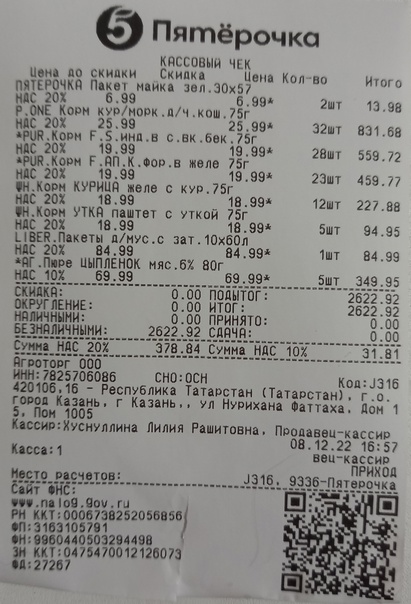 5 Пятёрочка
КАССОВЫЙ ЧЕК
Цена до скидки Скидка Цена Кол-во Итого
ПЯТЕРОЧКА Пакет майка зел.30x57
НДС 20% 6.99 6.99* 2шт 13.98
P.ONE Корм кур/морк.д/ч.кош.75г
НДС 20% 25.99 25.99* 32шт 831.68
*PUR.Корм F.S.инд.в с.вк.бек.75г
НДС 20% 19.99 19.99* 28шт 559.72
*PUR.Корм F.АП.К.фор.в желе 75г
НДС 20% 19.99 19.99* 23шт 459.77
ФН.Корм КУРИЦА желе с кур.75г
НДС 20% 18.99 18.99* 12шт 227.88
ФН.Корм УТКА паштет с уткой 75г
НДС 20% 18.99 18.99* 5шт 94.95
LIBER.Пакеты д/мус.с зат.10x60л
НДС 20% 84.99 84.99* 1шт 84.99
*АГ.Пюре ЦЫПЛЕНОК мяс.6% 80г
НДС 10% 69.99 69.99* 5шт 349.95
СКИДКА: 0.00 ПОДЫТОГ: 2622.92
ОКРУГЛЕНИЕ: 0.00 ИТОГ: 2622.92
НАЛИЧНЫМИ: 0.00 ПРИНЯТО: 0.00
БЕЗНАЛИЧНЫМИ: 2622.92 СДАЧА: 0.00
Сумма НДС 20% 378.84 Сумма НДС 10% 31.81
Агроторг ООО
ИНН:7825706086 СНО:ОСН Код:J316
420106,16 - Республика Татарстан (Татарстан), г.о.
город Казань, г Казань,, ул Нурихана Фаттаха, Дом 1
5, Пом 1005
Кассир:Хуснуллина Лилия Рашитовна, Продавец-кассир
08.12.22 16:57
Касса:1 вец-кассир
ПРИХОД
Место расчетов: J316, 9336-Пятерочка
Сайт ФНС:
www.nalog.gov.ru
РН ККТ:0006738252056856
ФП:3163105791
ФН:9960440503294498
ЗН ККТ:0475470012126073
ФД:27267